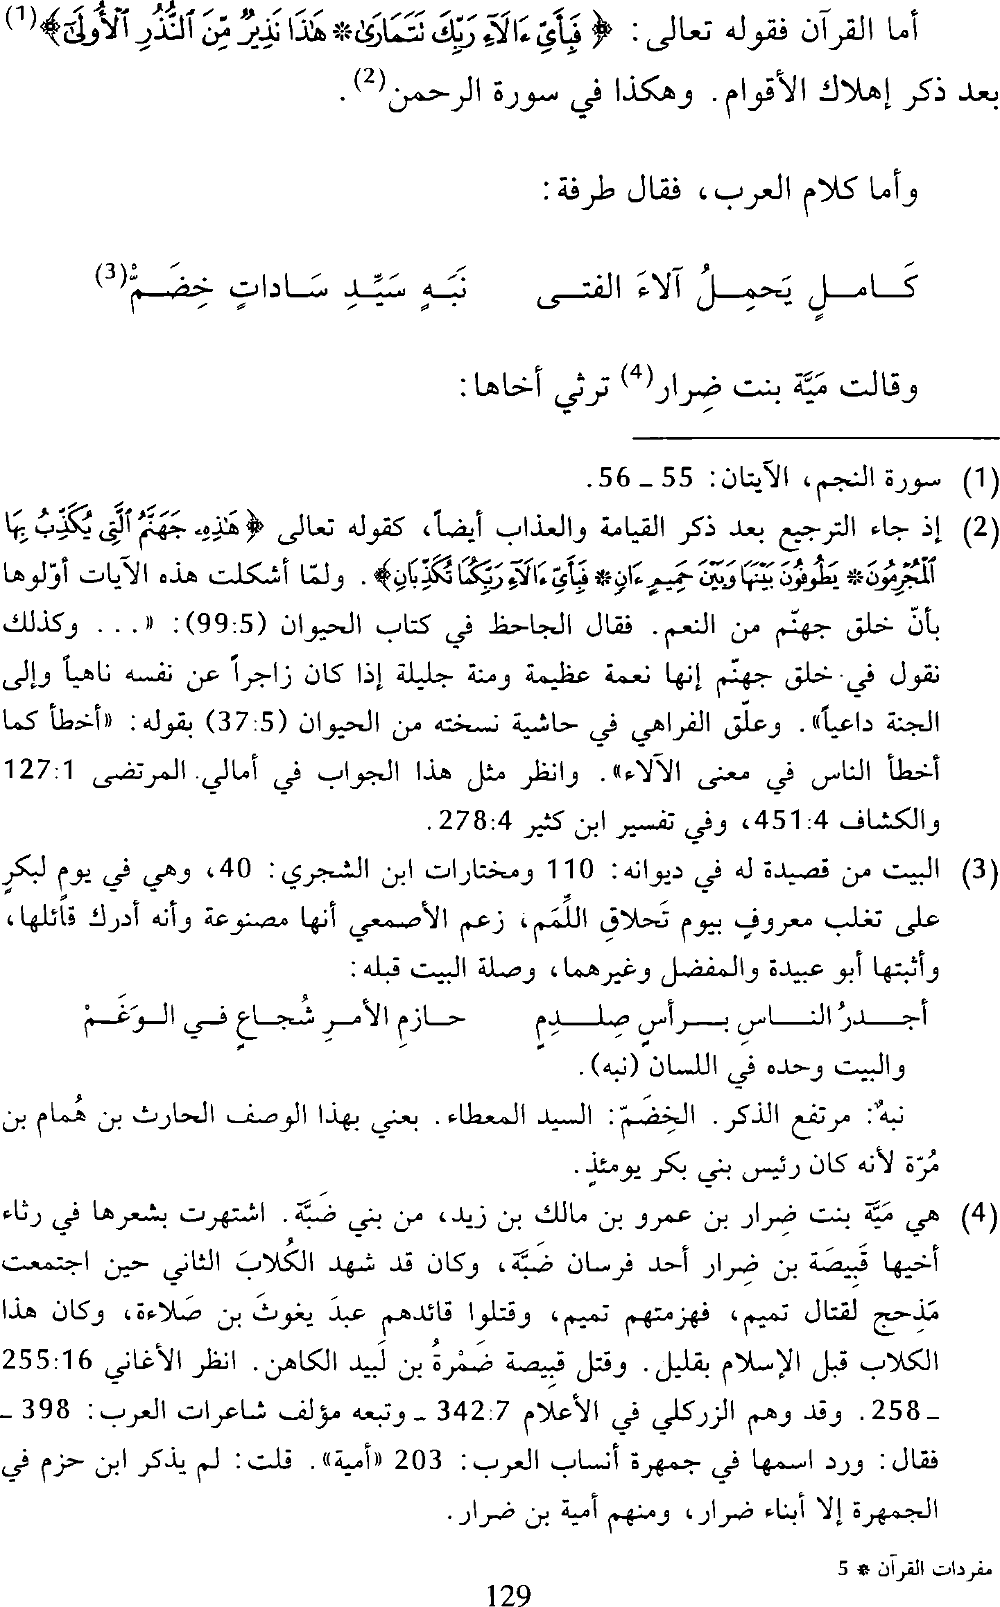 أما القرآن فقوله تعالى: ﴿ فَبِأَيِّ ءَالَآءِ رَبِّكَ تَتَمَارَىٰ * هَٰذَا نَذِيرٌ مِّنَ ٱلنُّذُرِ ٱلْأُولَىٰٓ ﴾(1)
بعد ذكر إهلاك الأقوام. وهكذا في سورة الرحمن(2).
وأما كلام العرب، فقال طرفة:
كَـامـلٍ يَحمِـلُ آلاءَ الفتـى نَبَـهٍ سَيِّـدِ سَـاداتٍ خِضَـمْ(3)
وقالت مَيَّة بنت ضِرار(4) ترثي أخاها:
(1) سورة النجم، الآيتان: 55 ـ 56.
(2) إذ جاء الترجيع بعد ذكر القيامة والعذاب أيضاً، كقوله تعالى ﴿ هَٰذِهِۦ جَهَنَّمُ ٱلَّتِى يُكَذِّبُ بِهَا
ٱلْمُجْرِمُونَ * يَطُوفُونَ بَيْنَهَا وَبَيْنَ حَمِيمٍ ءَانٍ * فَبِأَيِّ ءَالَآءِ رَبِّكُمَا تُكَذِّبَانِ ﴾. ولمّا أشكلت هذه الآيات أوّلوها
بأنّ خلق جهنّم من النعم. فقال الجاحظ في كتاب الحيوان (99:5): «... وكذلك
نقول في خلق جهنّم إنها نعمة عظيمة ومنة جليلة إذا كان زاجراً عن نفسه ناهياً وإلى
الجنة داعياً». وعلّق الفراهي في حاشية نسخته من الحيوان (37:5) بقوله: «أخطأ كما
أخطأ الناس في معنى الآلاء». وانظر مثل هذا الجواب في أمالي المرتضى 127:1
والكشاف 451:4، وفي تفسير ابن كثير 278:4.
(3) البيت من قصيدة له في ديوانه: 110 ومختارات ابن الشجري: 40، وهي في يومٍ لبكرٍ
على تغلب معروفٍ بيوم تَحلاقِ اللِّمَم، زعم الأصمعي أنها مصنوعة وأنه أدرك قائلها،
وأثبتها أبو عبيدة والمفضل وغيرهما، وصلة البيت قبله:
أجـدرُ النـاسِ بـرأسٍ صِلـدِمٍ حـازمِ الأمـرِ شُجـاعٍ فـي الـوَغَـمْ
والبيت وحده في اللسان (نبه).
نبهٌ: مرتفع الذكر. الخِضَمّ: السيد المعطاء. يعني بهذا الوصف الحارث بن هُمام بن
مُرّة لأنه كان رئيس بني بكر يومئذٍ.
(4) هي مَيَّة بنت ضِرار بن عمرو بن مالك بن زيد، من بني ضَبَّة. اشتهرت بشعرها في رثاء
أخيها قَبِيصَة بن ضِرار أحد فرسان ضَبَّة، وكان قد شهد الكُلابَ الثاني حين اجتمعت
مَذحج لقتال تميم، فهزمتهم تميم، وقتلوا قائدهم عبدَ يغوثَ بن صَلاءة، وكان هذا
الكلاب قبل الإسلام بقليل. وقتل قبيصة ضَمْرةُ بن لَبيد الكاهن. انظر الأغاني 255:16
ـ 258. وقد وهم الزركلي في الأعلام 342:7 ـ وتبعه مؤلف شاعرات العرب: 398 ـ
فقال: ورد اسمها في جمهرة أنساب العرب: 203 «أمية». قلت: لم يذكر ابن حزم في
الجمهرة إلا أبناء ضرار، ومنهم أمية بن ضرار.
مفردات القرآن * 5
129